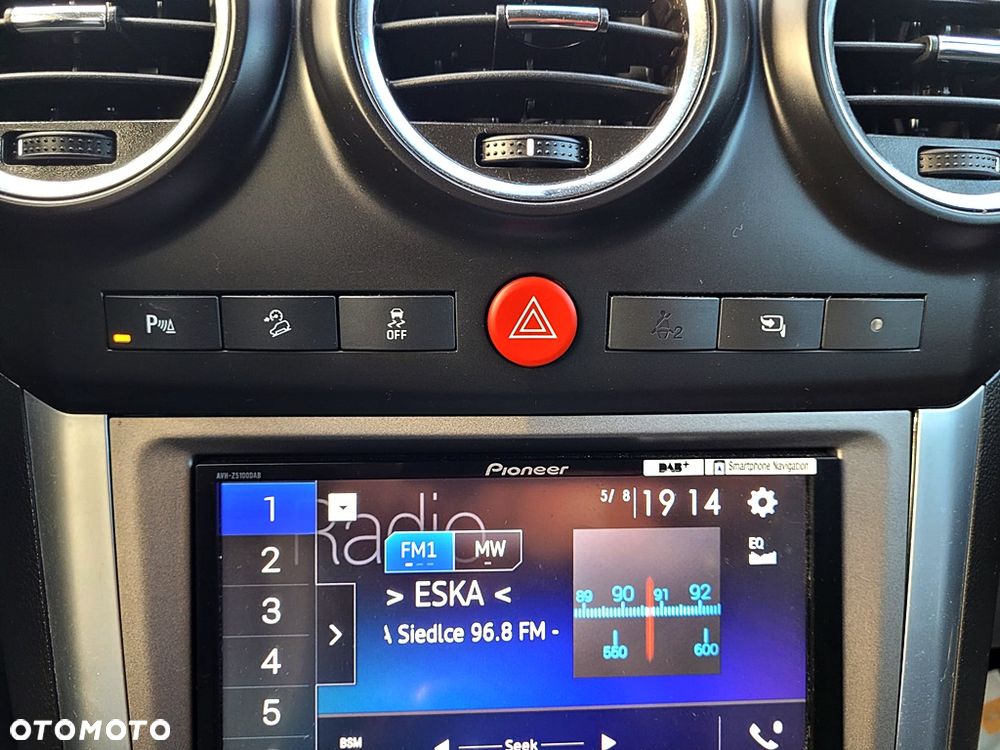 P
OFF
2
AVH-Z5100DAB
Pioneer
DAB+
Smartphone Navigation
1
Radio
5/ 8 19 14
2
FM1 MW
EQ
3
> ESKA <
89 90 91 92
4
Siedlce 96.8 FM -
550 600
5
BSM
Seek
OTOMOTO